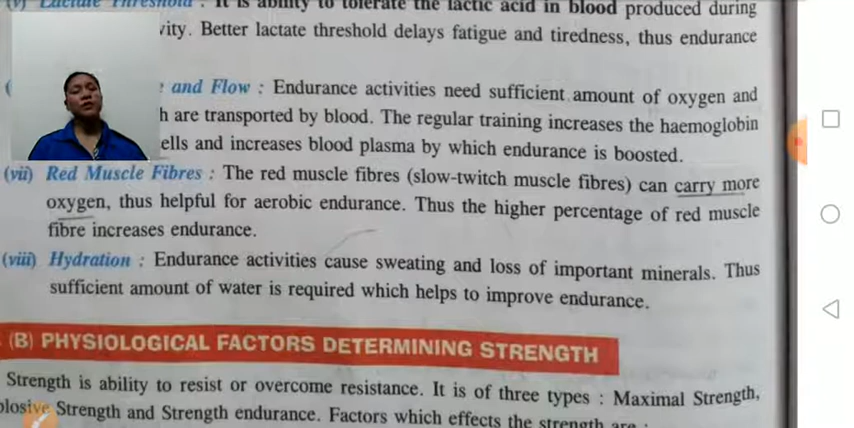 (v) Lactate Threshold : It is ability to tolerate the lactic acid in blood produced during
vity. Better lactate threshold delays fatigue and tiredness, thus endurance
and Flow : Endurance activities need sufficient amount of oxygen and
h are transported by blood. The regular training increases the haemoglobin
ells and increases blood plasma by which endurance is boosted.
(vii) Red Muscle Fibres : The red muscle fibres (slow-twitch muscle fibres) can carry more
oxygen, thus helpful for aerobic endurance. Thus the higher percentage of red muscle
fibre increases endurance.
(viii) Hydration : Endurance activities cause sweating and loss of important minerals. Thus
sufficient amount of water is required which helps to improve endurance.
(B) PHYSIOLOGICAL FACTORS DETERMINING STRENGTH
Strength is ability to resist or overcome resistance. It is of three types : Maximal Strength,
plosive Strength and Strength endurance. Factors which effects the strength are :